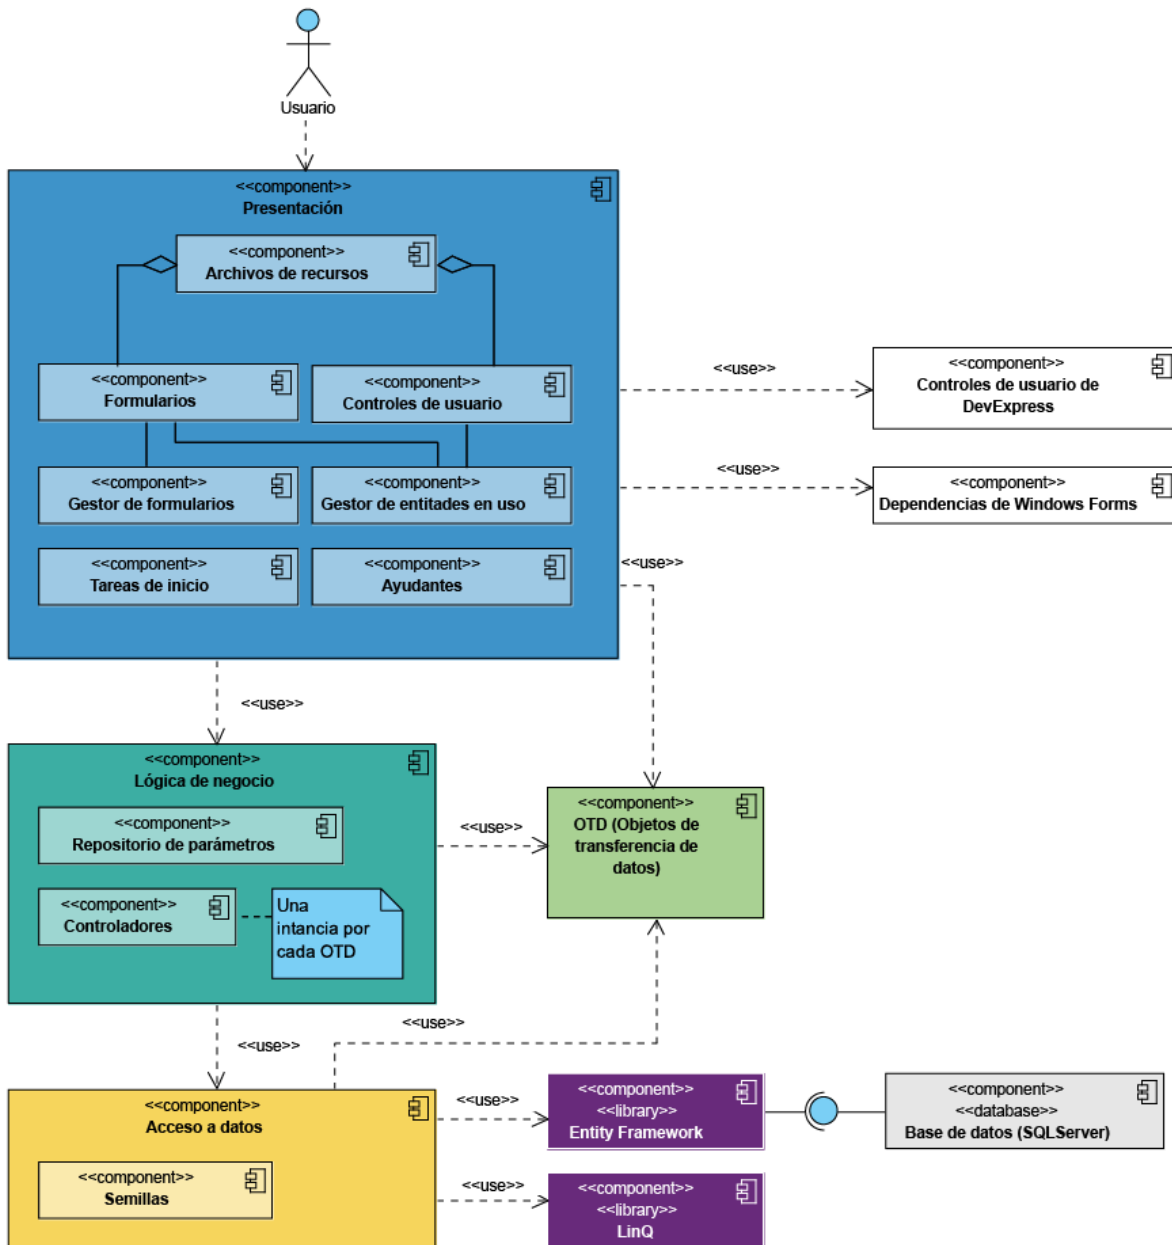 Usuario
<<component>>
Presentación
<<component>>
Archivos de recursos
<<component>>
Formularios
<<component>>
Controles de usuario
<<component>>
Gestor de formularios
<<component>>
Gestor de entitades en uso
<<component>>
Tareas de inicio
<<component>>
Ayudantes
<<use>>
<<component>>
Controles de usuario de
DevExpress
<<use>>
<<component>>
Dependencias de Windows Forms
<<use>>
<<use>>
<<component>>
Lógica de negocio
<<component>>
Repositorio de parámetros
<<component>>
Controladores
Una
intancia por
cada OTD
<<use>>
<<component>>
OTD (Objetos de
transferencia de
datos)
<<use>>
<<use>>
<<component>>
Acceso a datos
<<component>>
Semillas
<<use>>
<<component>>
<<library>>
Entity Framework
<<component>>
<<database>>
Base de datos (SQLServer)
<<use>>
<<component>>
<<library>>
LinQ